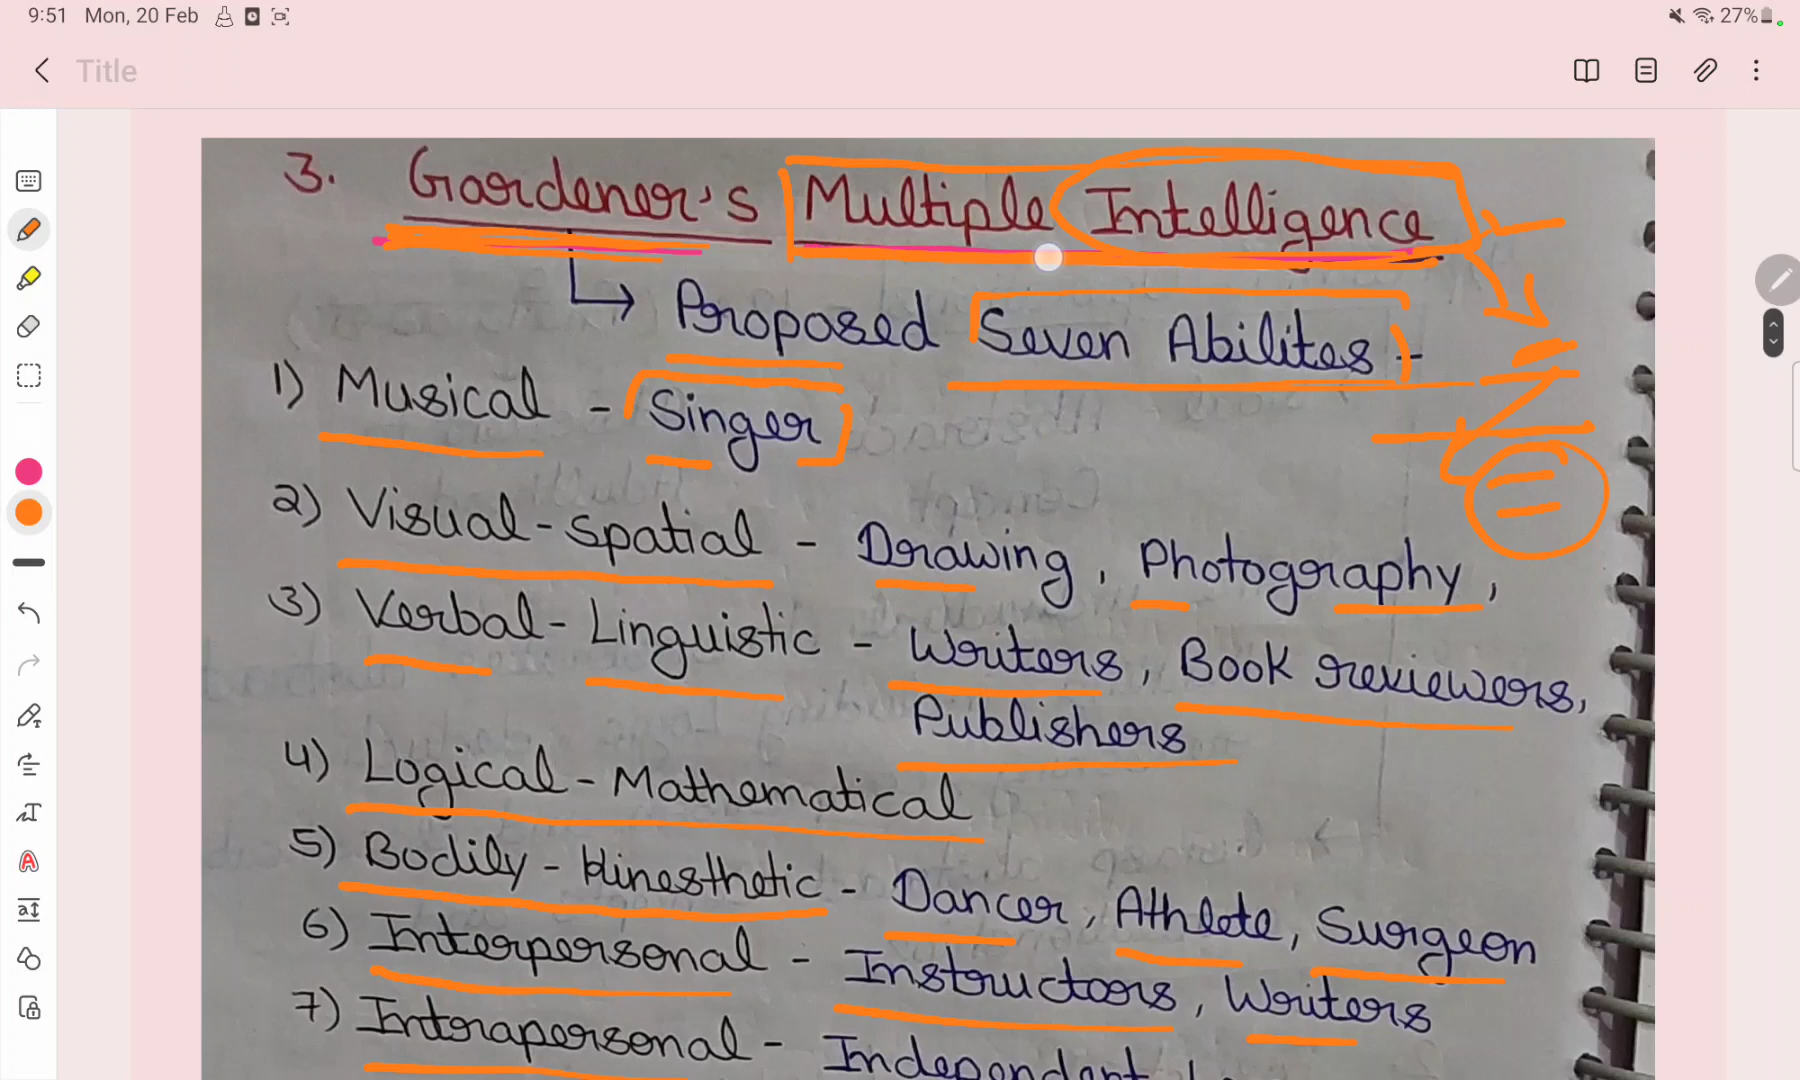 9:51 Mon, 20 Feb
27%
Title
3. Gardener's Multiple Intelligence
Proposed Seven Abilites -
1) Musical - Singer
2) Visual-spatial - Drawing, Photography,
3) Verbal-Linguistic - Writers, Book reviewers,
Publishers
4) Logical-Mathematical
5) Bodily-Kinesthetic - Dancer, Athlete, Surgeon
6) Interpersonal - Instructors, Writers
7) Intrapersonal - Independent